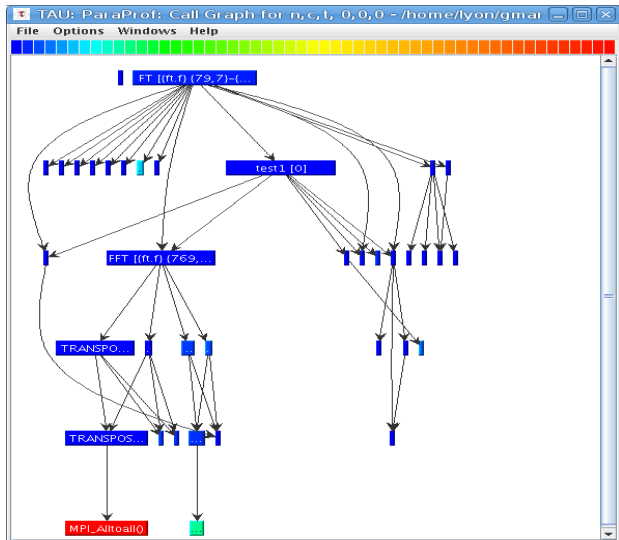 TAU: ParaProf: Call Graph for n,c,t, 0,0,0 - /home/lyon/gmar
File Options Windows Help
FT [{ft.f} {79,7}-{...
test1 [0]
FFT [{ft.f} {769,...
TRANSPO...
...
TRANSPOS...
...
MPI_Alltoall()
...